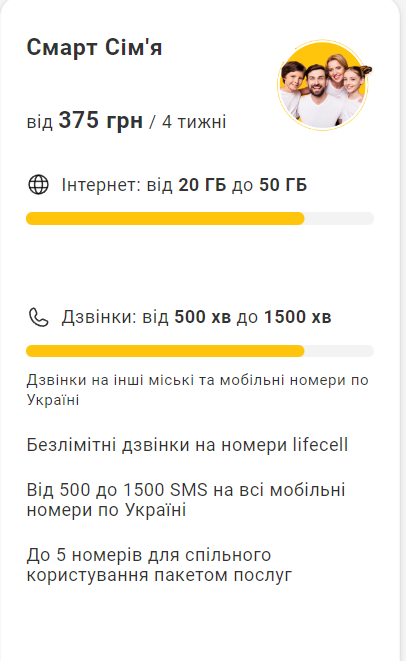 Смарт Сім'я
від 375 грн / 4 тижні
Інтернет: від 20 ГБ до 50 ГБ
Дзвінки: від 500 хв до 1500 хв
Дзвінки на інші міські та мобільні номери по
Україні
Безлімітні дзвінки на номери lifecell
Від 500 до 1500 SMS на всі мобільні
номери по Україні
До 5 номерів для спільного
користування пакетом послуг